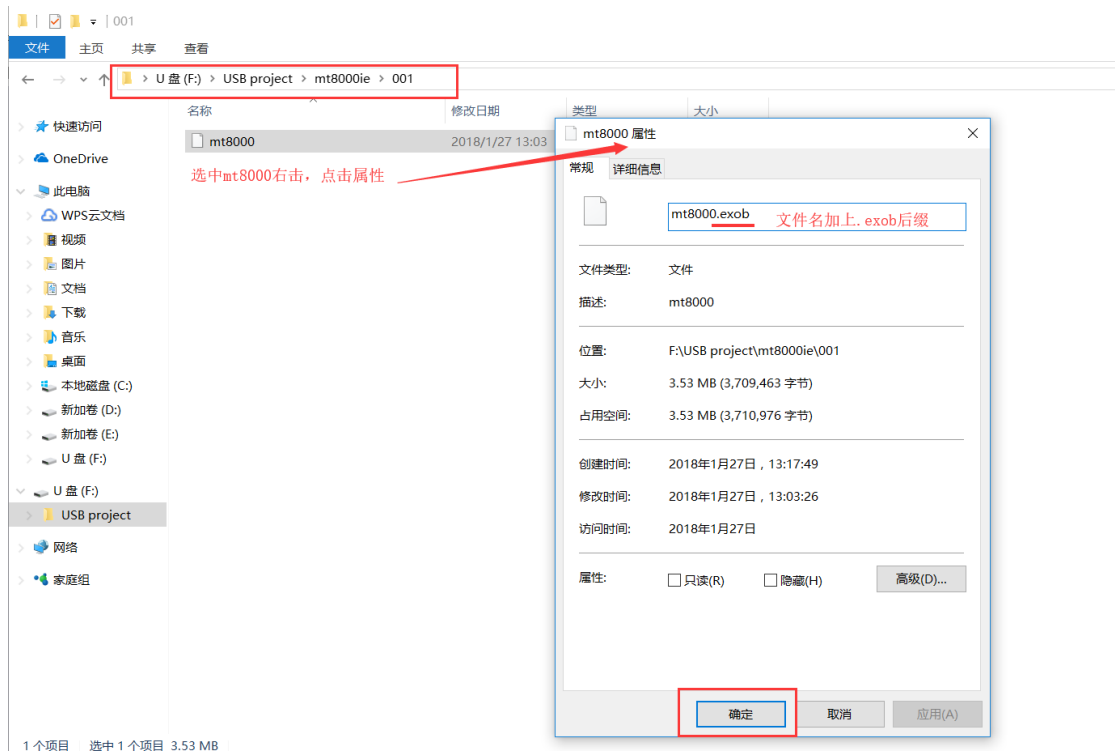 001
文件 主页 共享 查看
U 盘 (F:) > USB project > mt8000ie > 001
名称 修改日期 类型 大小
mt8000 2018/1/27 13:03
选中mt8000右击，点击属性
快速访问
OneDrive
此电脑
WPS云文档
视频
图片
文档
下载
音乐
桌面
本地磁盘 (C:)
新加卷 (D:)
新加卷 (E:)
U 盘 (F:)
U 盘 (F:)
USB project
网络
家庭组
mt8000 属性
常规 详细信息
mt8000.exob
文件名加上.exob后缀
文件类型: 文件
描述: mt8000
位置: F:\USB project\mt8000ie\001
大小: 3.53 MB (3,709,463 字节)
占用空间: 3.53 MB (3,710,976 字节)
创建时间: 2018年1月27日，13:17:49
修改时间: 2018年1月27日，13:03:26
访问时间: 2018年1月27日
属性: 只读(R) 隐藏(H) 高级(D)...
确定 取消 应用(A)
1 个项目 选中 1 个项目 3.53 MB